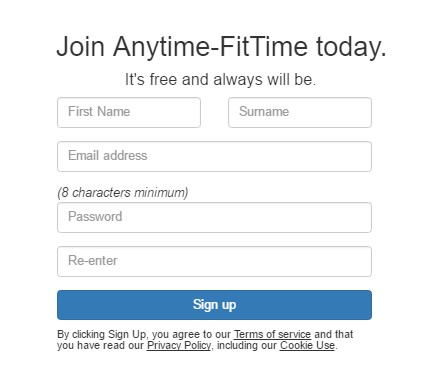 Join Anytime-FitTime today.
It's free and always will be.
First Name Surname
Email address
(8 characters minimum)
Password
Re-enter
Sign up
By clicking Sign Up, you agree to our Terms of service and that
you have read our Privacy Policy, including our Cookie Use.